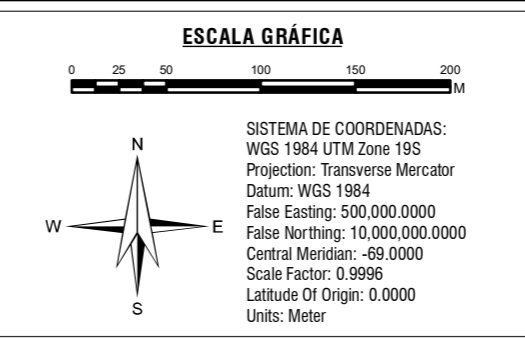 ESCALA GRÁFICA
0 25 50 100 150 200
M
N
W E
S
SISTEMA DE COORDENADAS:
WGS 1984 UTM Zone 19S
Projection: Transverse Mercator
Datum: WGS 1984
False Easting: 500,000.0000
False Northing: 10,000,000.0000
Central Meridian: -69.0000
Scale Factor: 0.9996
Latitude Of Origin: 0.0000
Units: Meter